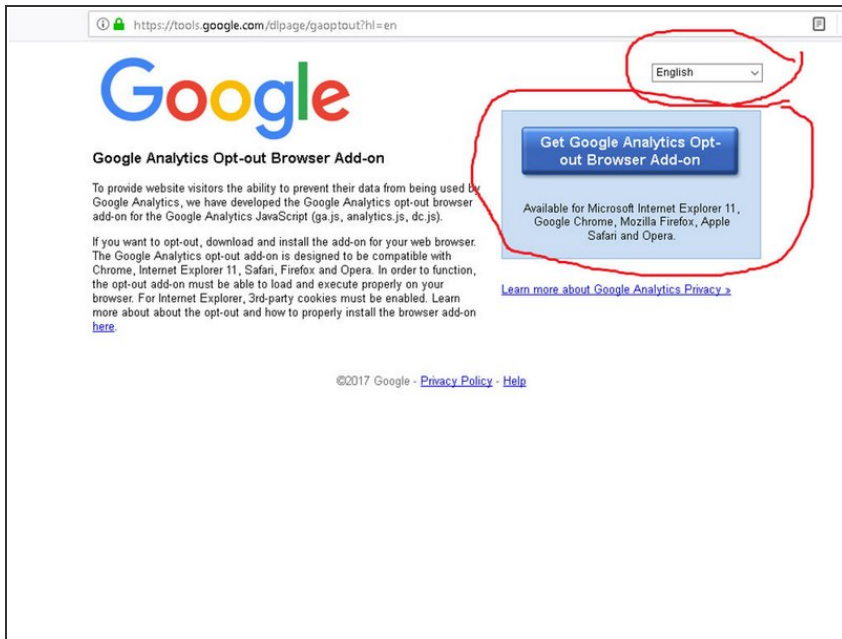 https://tools.google.com/dlpage/gaoptout?hl=en
Google
English
Google Analytics Opt-out Browser Add-on
To provide website visitors the ability to prevent their data from being used by
Google Analytics, we have developed the Google Analytics opt-out browser
add-on for the Google Analytics JavaScript (ga.js, analytics.js, dc.js).
If you want to opt-out, download and install the add-on for your web browser.
The Google Analytics opt-out add-on is designed to be compatible with
Chrome, Internet Explorer 11, Safari, Firefox and Opera. In order to function,
the opt-out add-on must be able to load and execute properly on your
browser. For Internet Explorer, 3rd-party cookies must be enabled. Learn
more about about the opt-out and how to properly install the browser add-on
here.
Get Google Analytics Opt-
out Browser Add-on
Available for Microsoft Internet Explorer 11,
Google Chrome, Mozilla Firefox, Apple
Safari and Opera.
Learn more about Google Analytics Privacy »
©2017 Google - Privacy Policy - Help